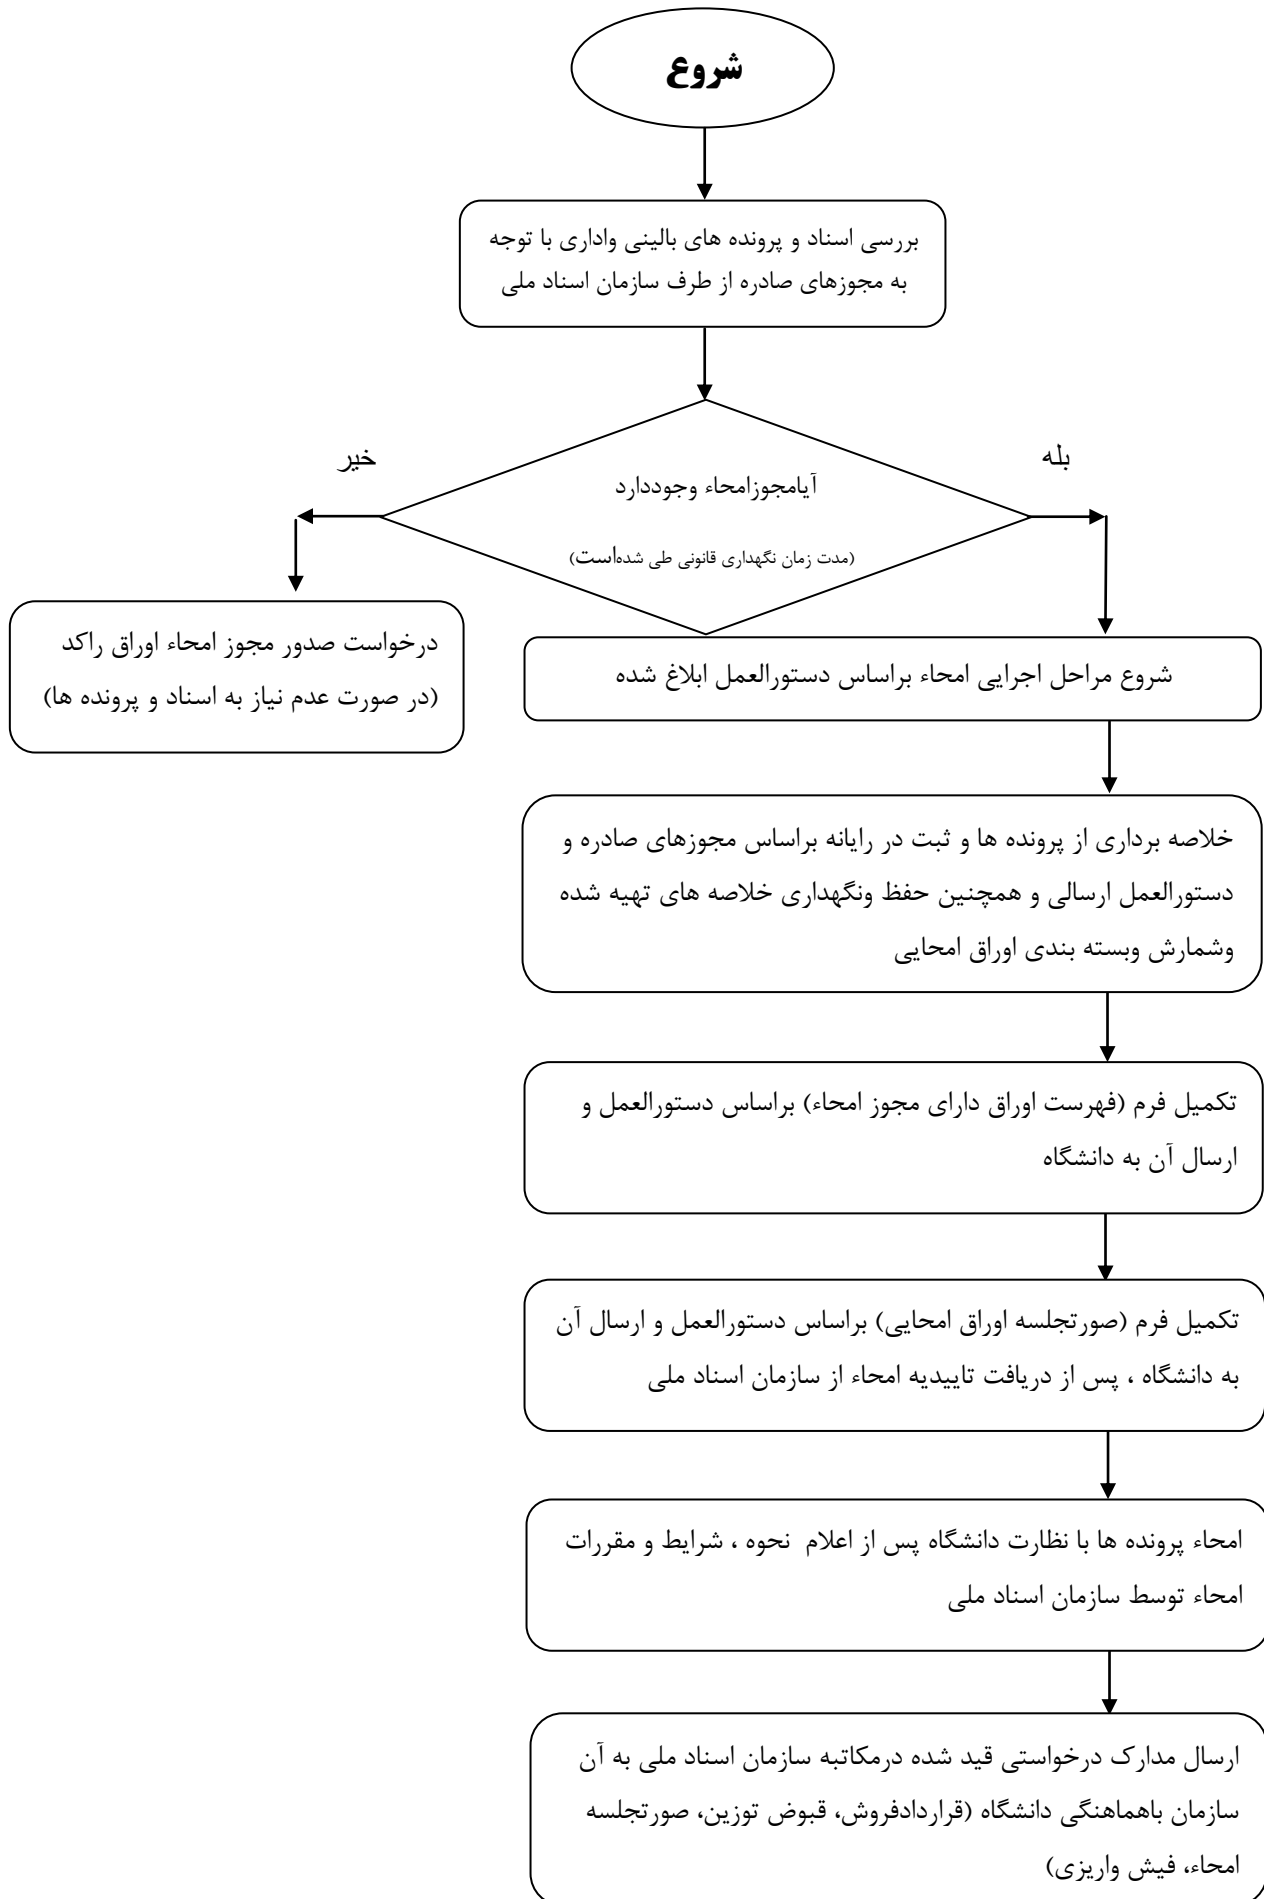 شروع
بررسی اسناد و پرونده های بالینی واداری با توجه
به مجوزهای صادره از طرف سازمان اسناد ملی
بله
خیر
آیامجوزامحاء وجوددارد
(مدت زمان نگهداری قانونی طی شده‌است)
درخواست صدور مجوز امحاء اوراق راکد
(در صورت عدم نیاز به اسناد و پرونده ها)
شروع مراحل اجرایی امحاء براساس دستورالعمل ابلاغ شده
خلاصه برداری از پرونده ها و ثبت در رایانه براساس مجوزهای صادره و
دستورالعمل ارسالی و همچنین حفظ ونگهداری خلاصه های تهیه شده
وشمارش وبسته بندی اوراق امحایی
تکمیل فرم (فهرست اوراق دارای مجوز امحاء) براساس دستورالعمل و
ارسال آن به دانشگاه
تکمیل فرم (صورتجلسه اوراق امحایی) براساس دستورالعمل و ارسال آن
به دانشگاه ، پس از دریافت تاییدیه امحاء از سازمان اسناد ملی
امحاء پرونده ها با نظارت دانشگاه پس از اعلام نحوه ، شرایط و مقررات
امحاء توسط سازمان اسناد ملی
ارسال مدارک درخواستی قید شده درمکاتبه سازمان اسناد ملی به آن
سازمان باهماهنگی دانشگاه (قراردادفروش، قبوض توزین، صورتجلسه
امحاء، فیش واریزی)